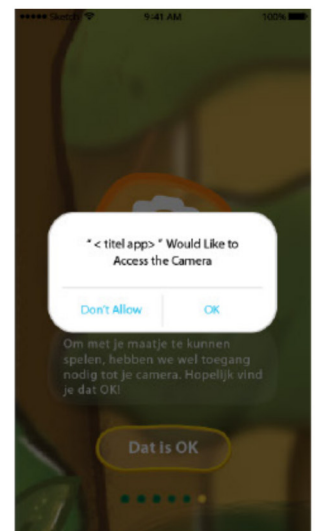 Sketch 9:41 AM 100%
" < titel app> " Would Like to
Access the Camera
Don't Allow OK
Om met je maatje te kunnen
spelen, hebben we wel toegang
nodig tot je camera. Hopelijk vind
je dat OK!
Dat is OK